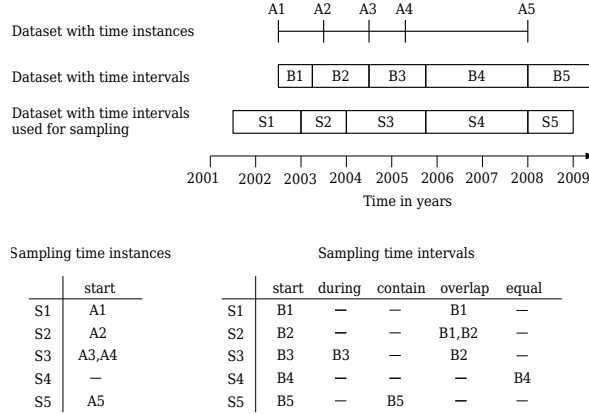 A1 A2 A3 A4 A5
Dataset with time instances
Dataset with time intervals B1 B2 B3 B4 B5
Dataset with time intervals
used for sampling
S1 S2 S3 S4 S5
2001 2002 2003 2004 2005 2006 2007 2008 2009
Time in years
Sampling time instances
start
S1 A1
S2 A2
S3 A3,A4
S4 —
S5 A5
Sampling time intervals
start during contain overlap equal
S1 B1 — — B1 —
S2 B2 — — B1,B2 —
S3 B3 B3 — B2 —
S4 B4 — — — B4
S5 B5 — B5 — —